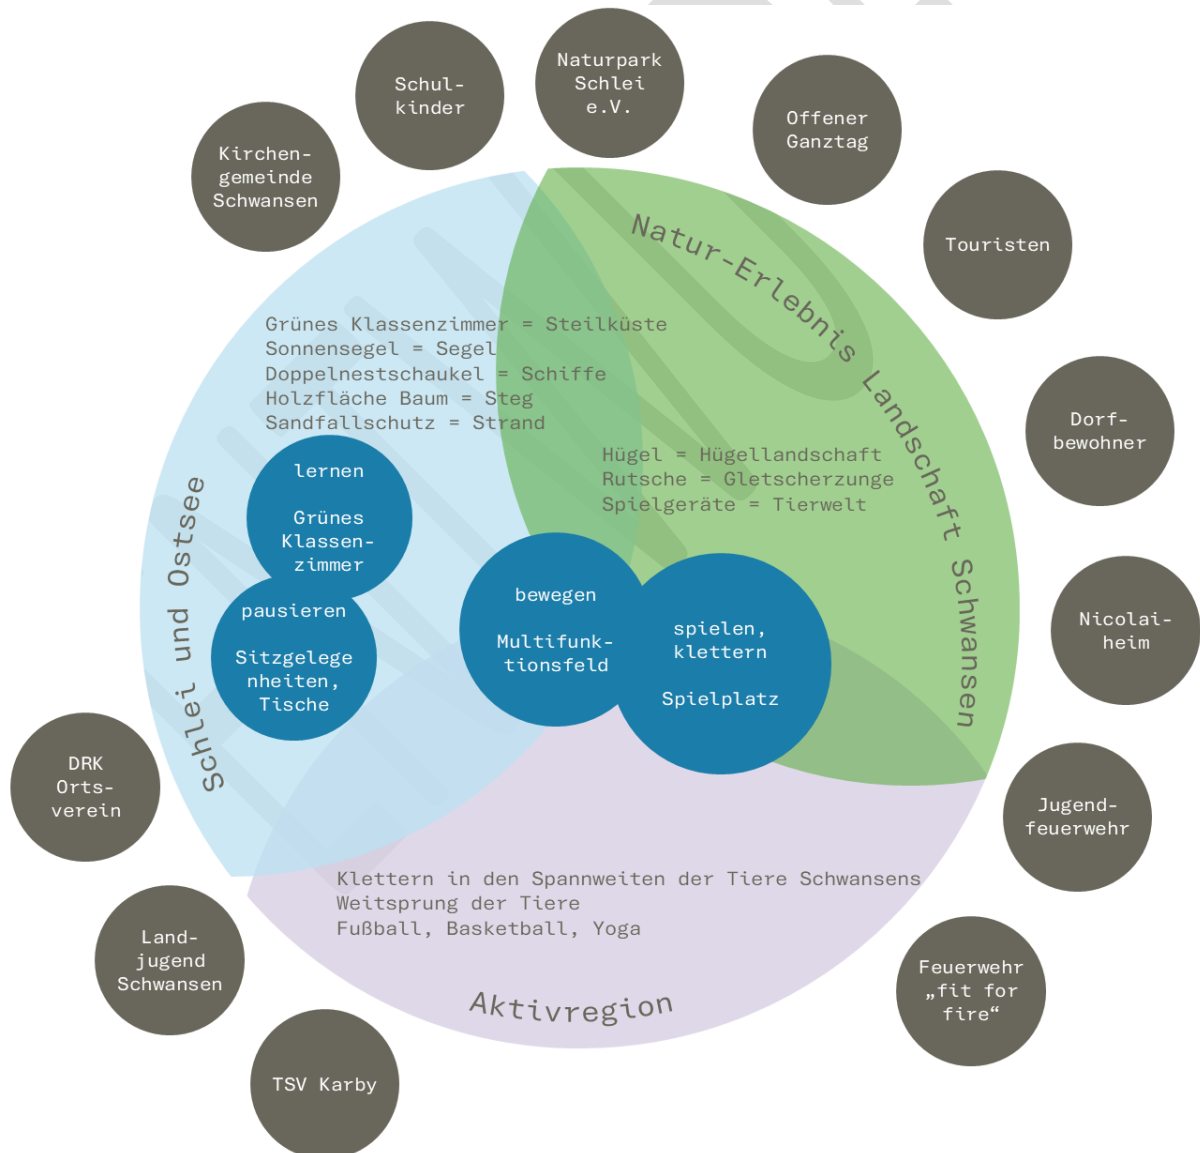 Naturpark
Schlei
e.V.
Schul-
kinder
Offener
Ganztag
Kirchen-
gemeinde
Schwansen
Touristen
Natur-Erlebnis Landschaft Schwansen
Grünes Klassenzimmer = Steilküste
Sonnensegel = Segel
Doppelnestschaukel = Schiffe
Holzfläche Baum = Steg
Sandfallschutz = Strand
Dorf-
bewohner
Hügel = Hügellandschaft
Rutsche = Gletscherzunge
Spielgeräte = Tierwelt
lernen
Grünes
Klassen-
zimmer
Schlei und Ostsee
pausieren
Sitzgelege
nheiten,
Tische
bewegen
Multifunk-
tionsfeld
spielen,
klettern
Spielplatz
Nicolai-
heim
DRK
Orts-
verein
Jugend-
feuerwehr
Klettern in den Spannweiten der Tiere Schwansens
Weitsprung der Tiere
Fußball, Basketball, Yoga
Land-
jugend
Schwansen
Feuerwehr
„fit for
fire“
Aktivregion
TSV Karby